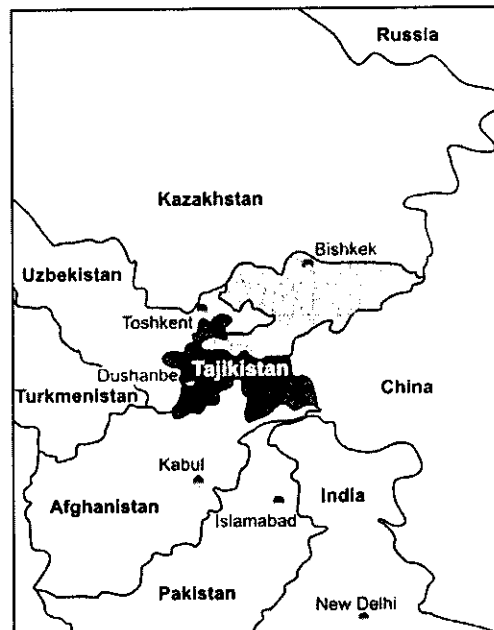 Russia
Kazakhstan
Bishkek
Uzbekistan
Toshkent
Tajikistan
Dushanbe
China
Turkmenistan
Kabul
India
Afghanistan
Islamabad
Pakistan
New Delhi